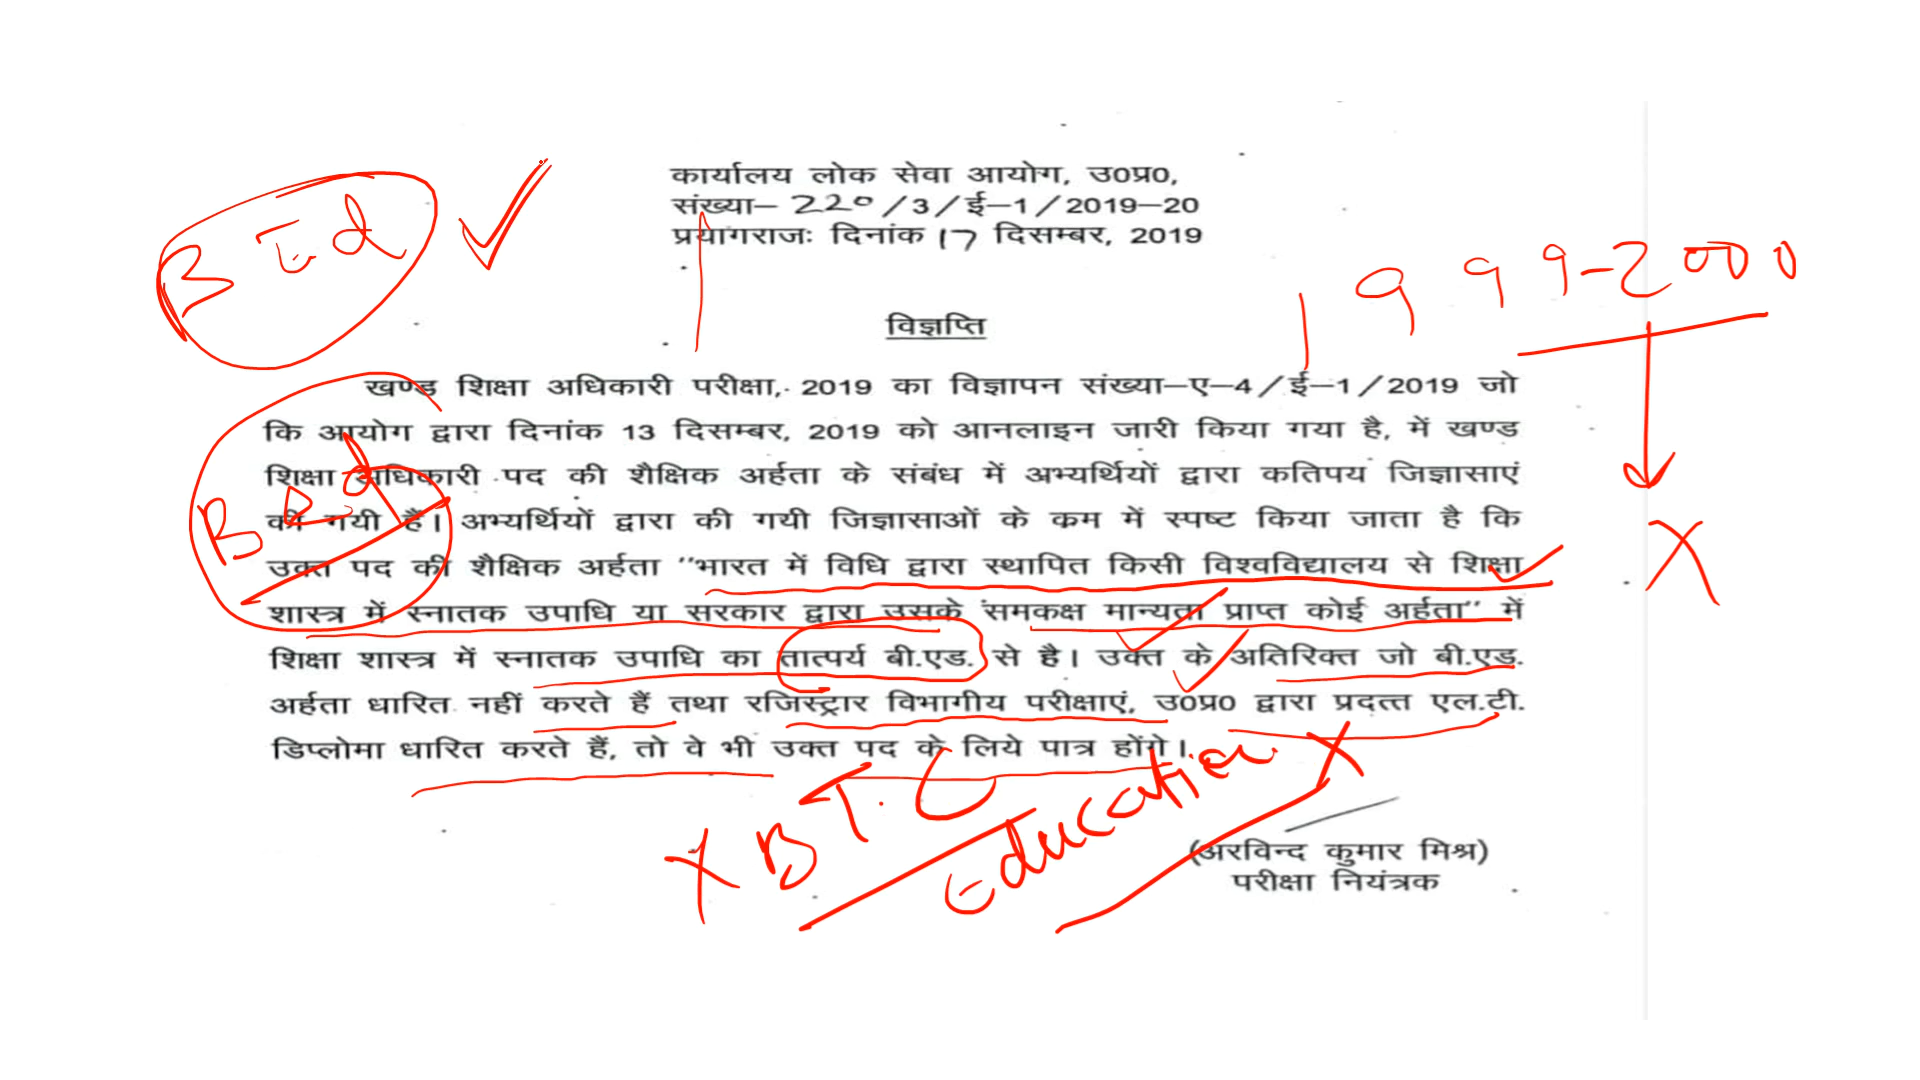 कार्यालय लोक सेवा आयोग, उ0प्र0,
संख्या– 220/3/ई–1/2019–20
प्रयागराजः दिनांक 17 दिसम्बर, 2019
B Ed
1999-2000
विज्ञप्ति
खण्ड शिक्षा अधिकारी परीक्षा, 2019 का विज्ञापन संख्या–ए–4/ई–1/2019 जो
कि आयोग द्वारा दिनांक 13 दिसम्बर, 2019 को आनलाइन जारी किया गया है, में खण्ड
शिक्षा अधिकारी पद की शैक्षिक अर्हता के संबंध में अभ्यर्थियों द्वारा कतिपय जिज्ञासाएं
की गयी हैं। अभ्यर्थियों द्वारा की गयी जिज्ञासाओं के कम में स्पष्ट किया जाता है कि
B Ed
उक्त पद की शैक्षिक अर्हता "भारत में विधि द्वारा स्थापित किसी विश्वविद्यालय से शिक्षा
शास्त्र में स्नातक उपाधि या सरकार द्वारा उसके समकक्ष मान्यता प्राप्त कोई अर्हता" में
शिक्षा शास्त्र में स्नातक उपाधि का तात्पर्य बी.एड. से है। उक्त के अतिरिक्त जो बी.एड.
अर्हता धारित नहीं करते हैं तथा रजिस्ट्रार विभागीय परीक्षाएं, उ0प्र0 द्वारा प्रदत्त एल.टी.
डिप्लोमा धारित करते हैं, तो वे भी उक्त पद के लिये पात्र होंगे।
B T.C
Education
(अरविन्द कुमार मिश्र)
परीक्षा नियंत्रक